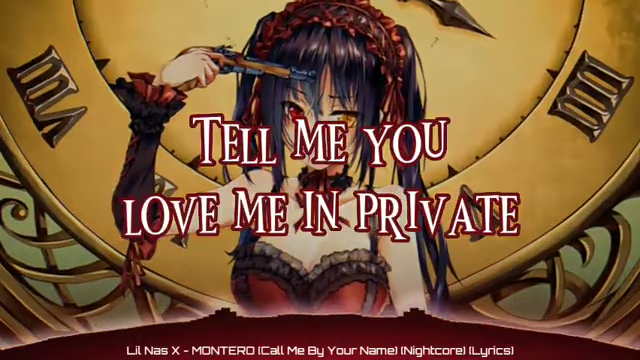 TELL ME YOU
LOVE ME IN PRIVATE
Lil Nas X - MONTERO (Call Me By Your Name) (Nightcore) (Lyrics)